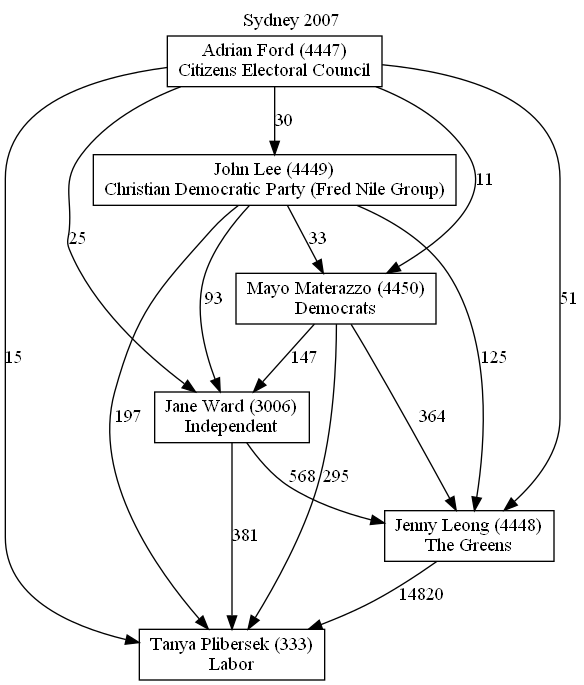 Sydney 2007
Adrian Ford (4447)
Citizens Electoral Council
30
John Lee (4449)
Christian Democratic Party (Fred Nile Group)
11
25
33
Mayo Materazzo (4450)
Democrats
93
51
15
147
125
Jane Ward (3006)
Independent
197
364
568
295
381
Jenny Leong (4448)
The Greens
14820
Tanya Plibersek (333)
Labor